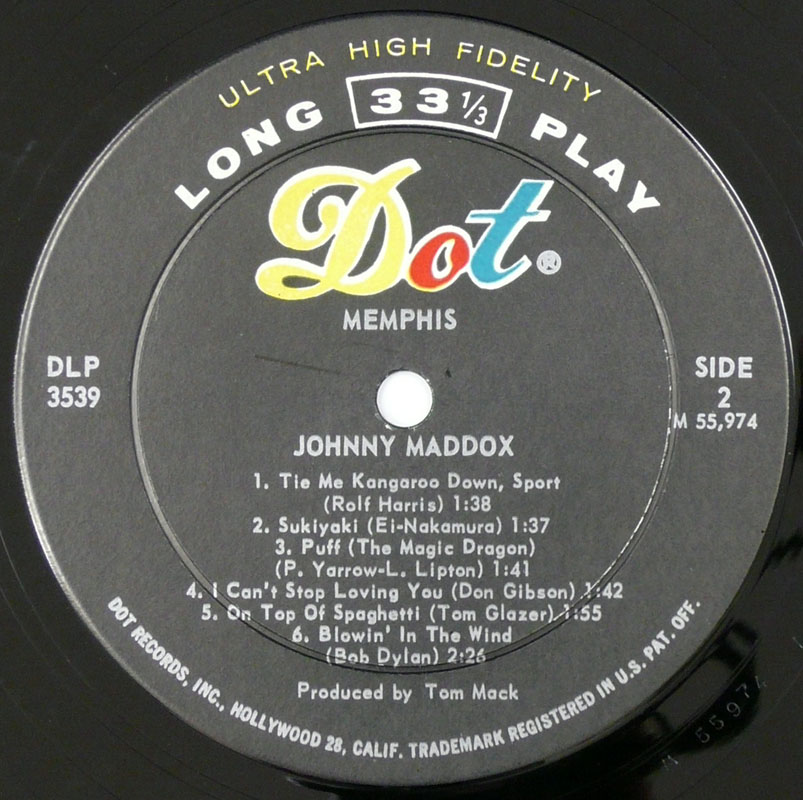 ULTRA HIGH FIDELITY
LONG 33 1/3 PLAY
Dot®
MEMPHIS
DLP
3539
SIDE
2
M 55,974
JOHNNY MADDOX
1. Tie Me Kangaroo Down, Sport
(Rolf Harris) 1:38
2. Sukiyaki (Ei-Nakamura) 1:37
3. Puff (The Magic Dragon)
(P. Yarrow-L. Lipton) 1:41
4. I Can't Stop Loving You (Don Gibson) 1:42
5. On Top Of Spaghetti (Tom Glazer) 1:55
6. Blowin' In The Wind
(Bob Dylan) 2:26
Produced by Tom Mack
DOT RECORDS, INC., HOLLYWOOD 28, CALIF. TRADEMARK REGISTERED IN U.S. PAT. OFF.
M 55974